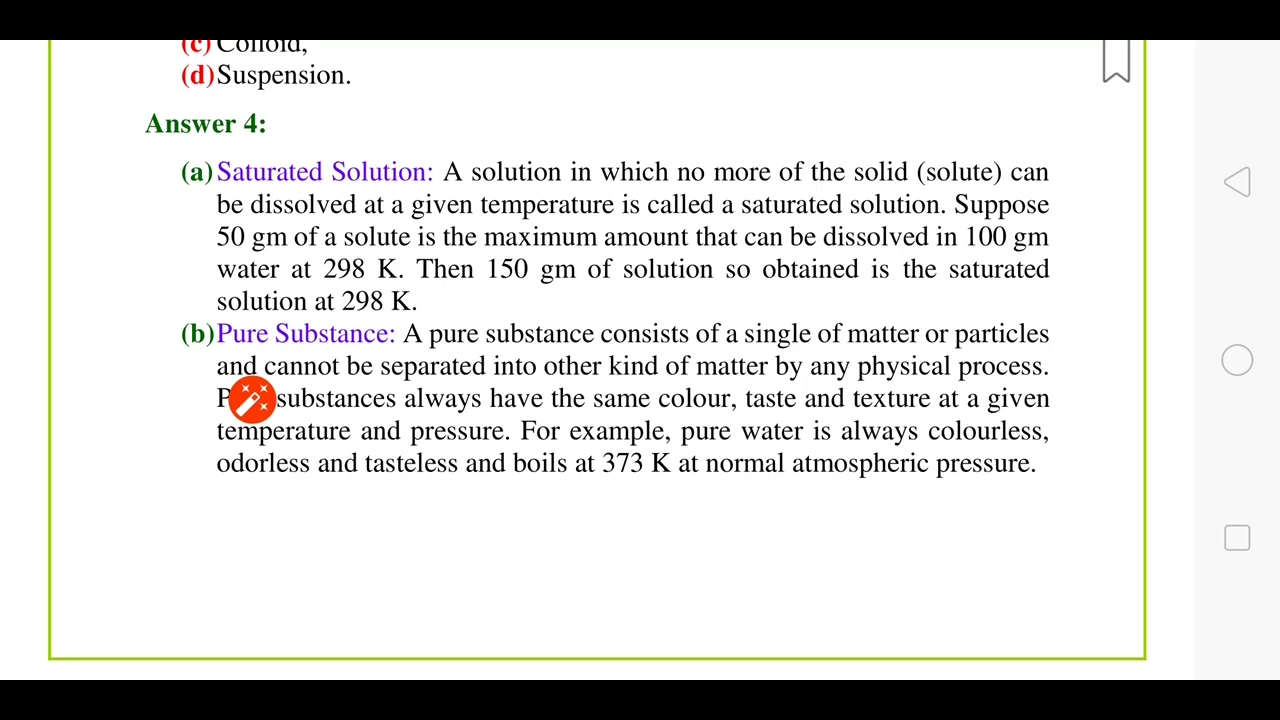 (c) Colloid,
(d) Suspension.
Answer 4:
(a) Saturated Solution: A solution in which no more of the solid (solute) can
be dissolved at a given temperature is called a saturated solution. Suppose
50 gm of a solute is the maximum amount that can be dissolved in 100 gm
water at 298 K. Then 150 gm of solution so obtained is the saturated
solution at 298 K.
(b) Pure Substance: A pure substance consists of a single of matter or particles
and cannot be separated into other kind of matter by any physical process.
substances always have the same colour, taste and texture at a given
temperature and pressure. For example, pure water is always colourless,
odorless and tasteless and boils at 373 K at normal atmospheric pressure.